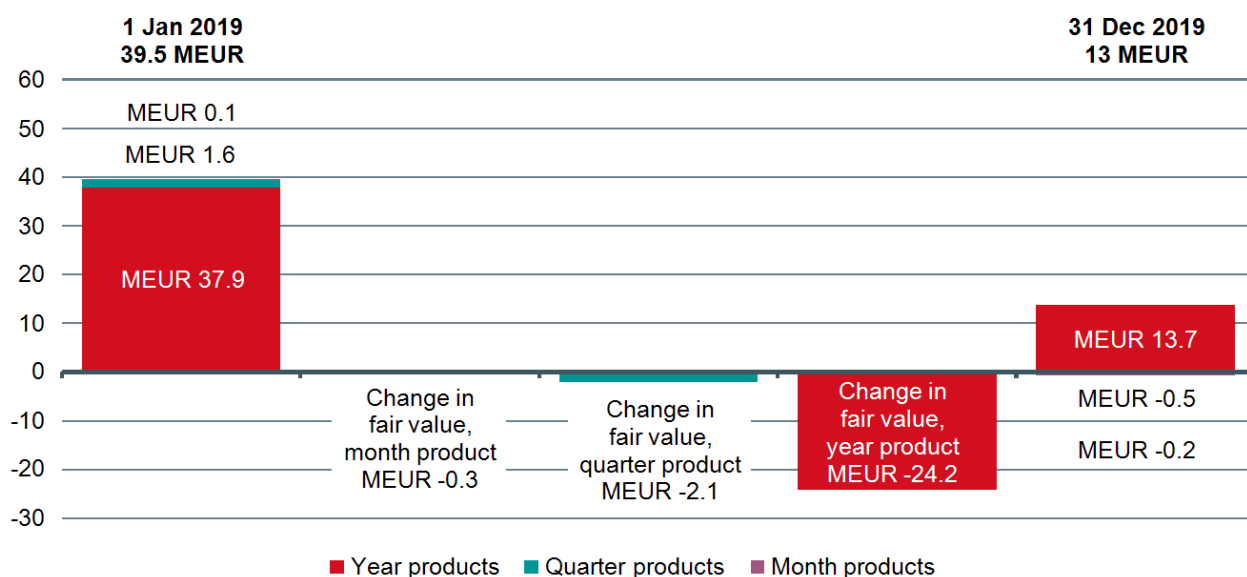 1 Jan 2019
39.5 MEUR
31 Dec 2019
13 MEUR
60
50
40
30
20
10
0
-10
-20
-30
MEUR 0.1
MEUR 1.6
MEUR 37.9
Change in
fair value,
month product
MEUR -0.3
Change in
fair value,
quarter product
MEUR -2.1
Change in
fair value,
year product
MEUR -24.2
MEUR 13.7
MEUR -0.5
MEUR -0.2
Year products
Quarter products
Month products